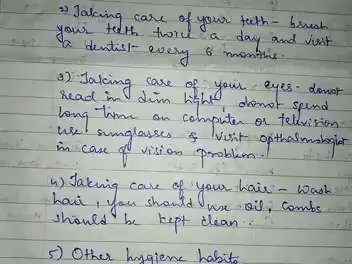 2) Taking care of your teeth - brush
your teeth twice a day and visit
a dentist - every 6 months.
3) Taking care of your eyes - donot
read in dim light, donot spend
long time on computer or television
use sunglasses & visit opthalmologist
in case of vision problem.
4) Taking care of your hair - wash
hair, you should use oil, combs
should be kept clean.
5) Other hygiene habits